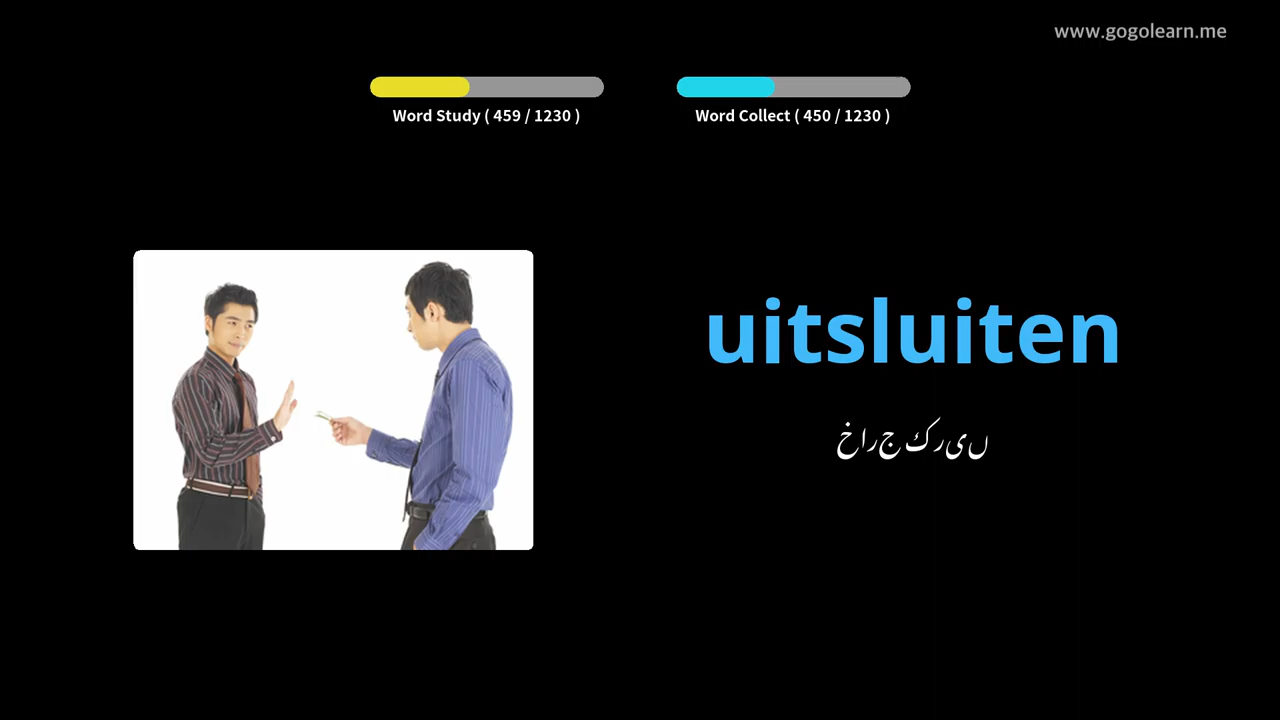 www.gogolearn.me
Word Study ( 459 / 1230 )
Word Collect ( 450 / 1230 )
uitsluiten
خارج کریں